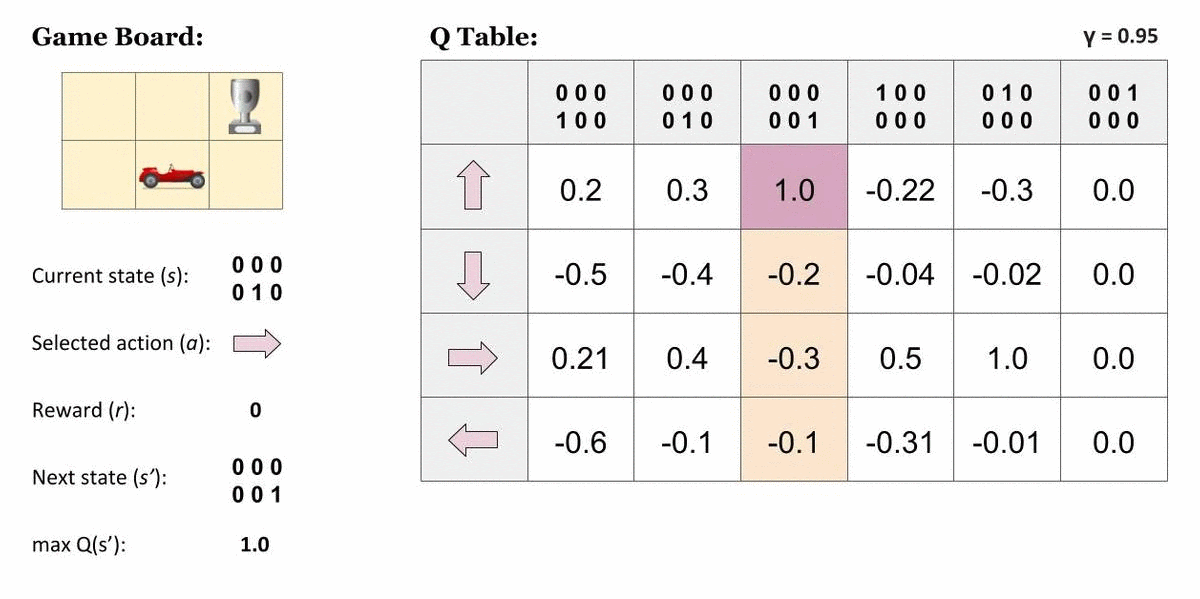 Game Board:
Current state (s):
0 0 0
0 1 0
Selected action (a):
Reward (r):
0
Next state (s’):
0 0 0
0 0 1
max Q(s’):
1.0
Q Table:
γ = 0.95
0 0 0 0 0 0 0 0 0 1 0 0 0 1 0 0 0 1
1 0 0 0 1 0 0 0 1 0 0 0 0 0 0 0 0 0
0.2 0.3 1.0 -0.22 -0.3 0.0
-0.5 -0.4 -0.2 -0.04 -0.02 0.0
0.21 0.4 -0.3 0.5 1.0 0.0
-0.6 -0.1 -0.1 -0.31 -0.01 0.0